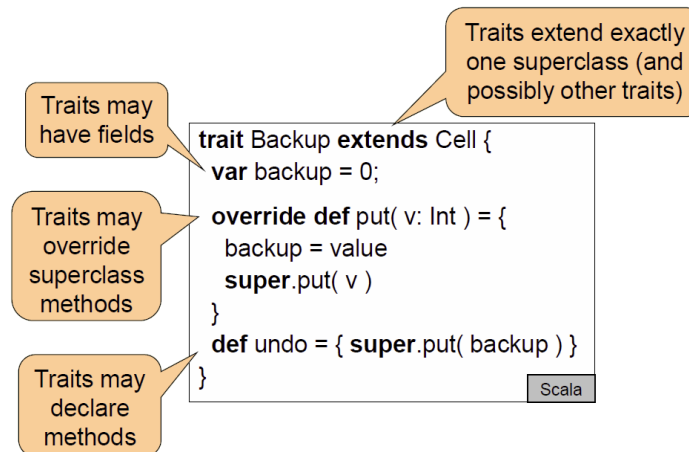 Traits extend exactly
one superclass (and
possibly other traits)
Traits may
have fields
trait Backup extends Cell {
var backup = 0;
Traits may
override
superclass
methods
override def put( v: Int ) = {
backup = value
super.put( v )
}
def undo = { super.put( backup ) }
}
Traits may
declare
methods
Scala